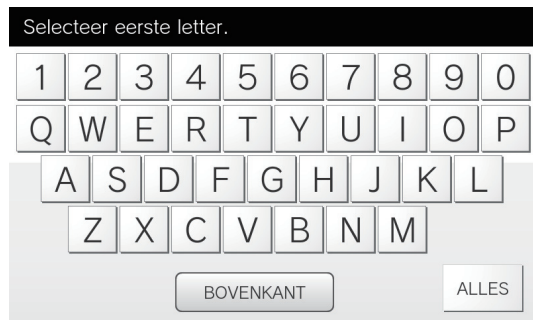 Selecteer eerste letter.
1 2 3 4 5 6 7 8 9 0
Q W E R T Y U I O P
A S D F G H J K L
Z X C V B N M
BOVENKANT ALLES